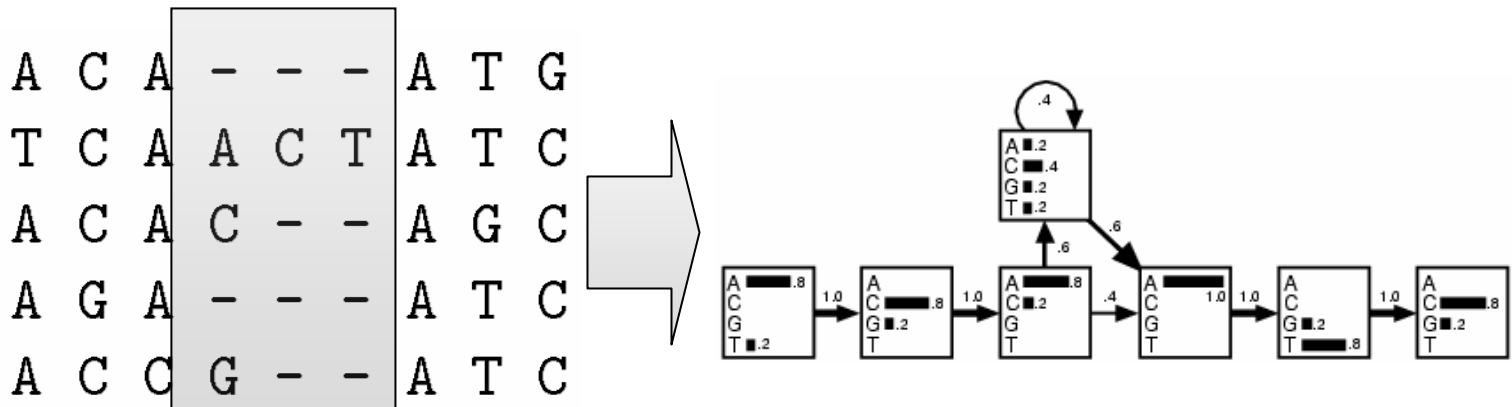 A C A - - - A T G
T C A A C T A T C
A C A C - - A G C
A G A - - - A T C
A C C G - - A T C
.4
A .2
C .4
G .2
T .2
.6
.6
A .8
C
G
T .2
1.0
A
C .8
G .2
T
1.0
A .8
C .2
G
T
.4
A
C 1.0
G
T
1.0
A
C
G .2
T .8
1.0
A
C .8
G .2
T